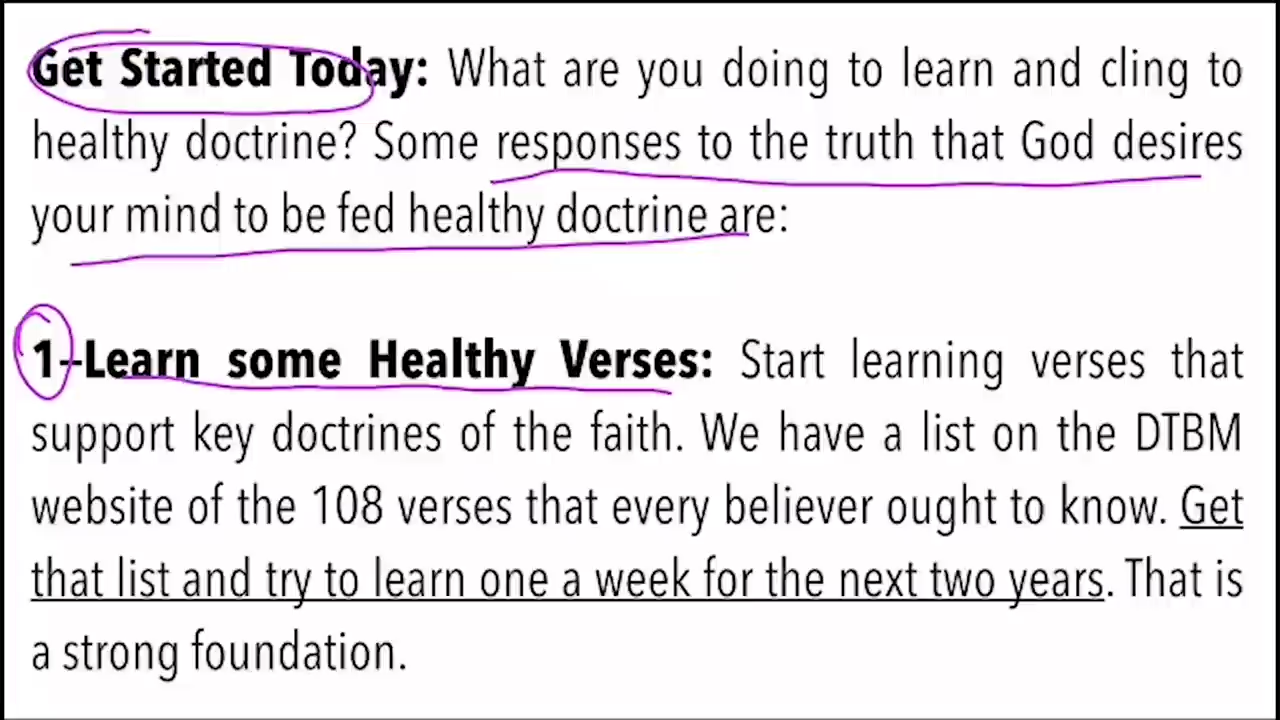 Get Started Today: What are you doing to learn and cling to
healthy doctrine? Some responses to the truth that God desires
your mind to be fed healthy doctrine are:
1-Learn some Healthy Verses: Start learning verses that
support key doctrines of the faith. We have a list on the DTBM
website of the 108 verses that every believer ought to know. Get
that list and try to learn one a week for the next two years. That is
a strong foundation.